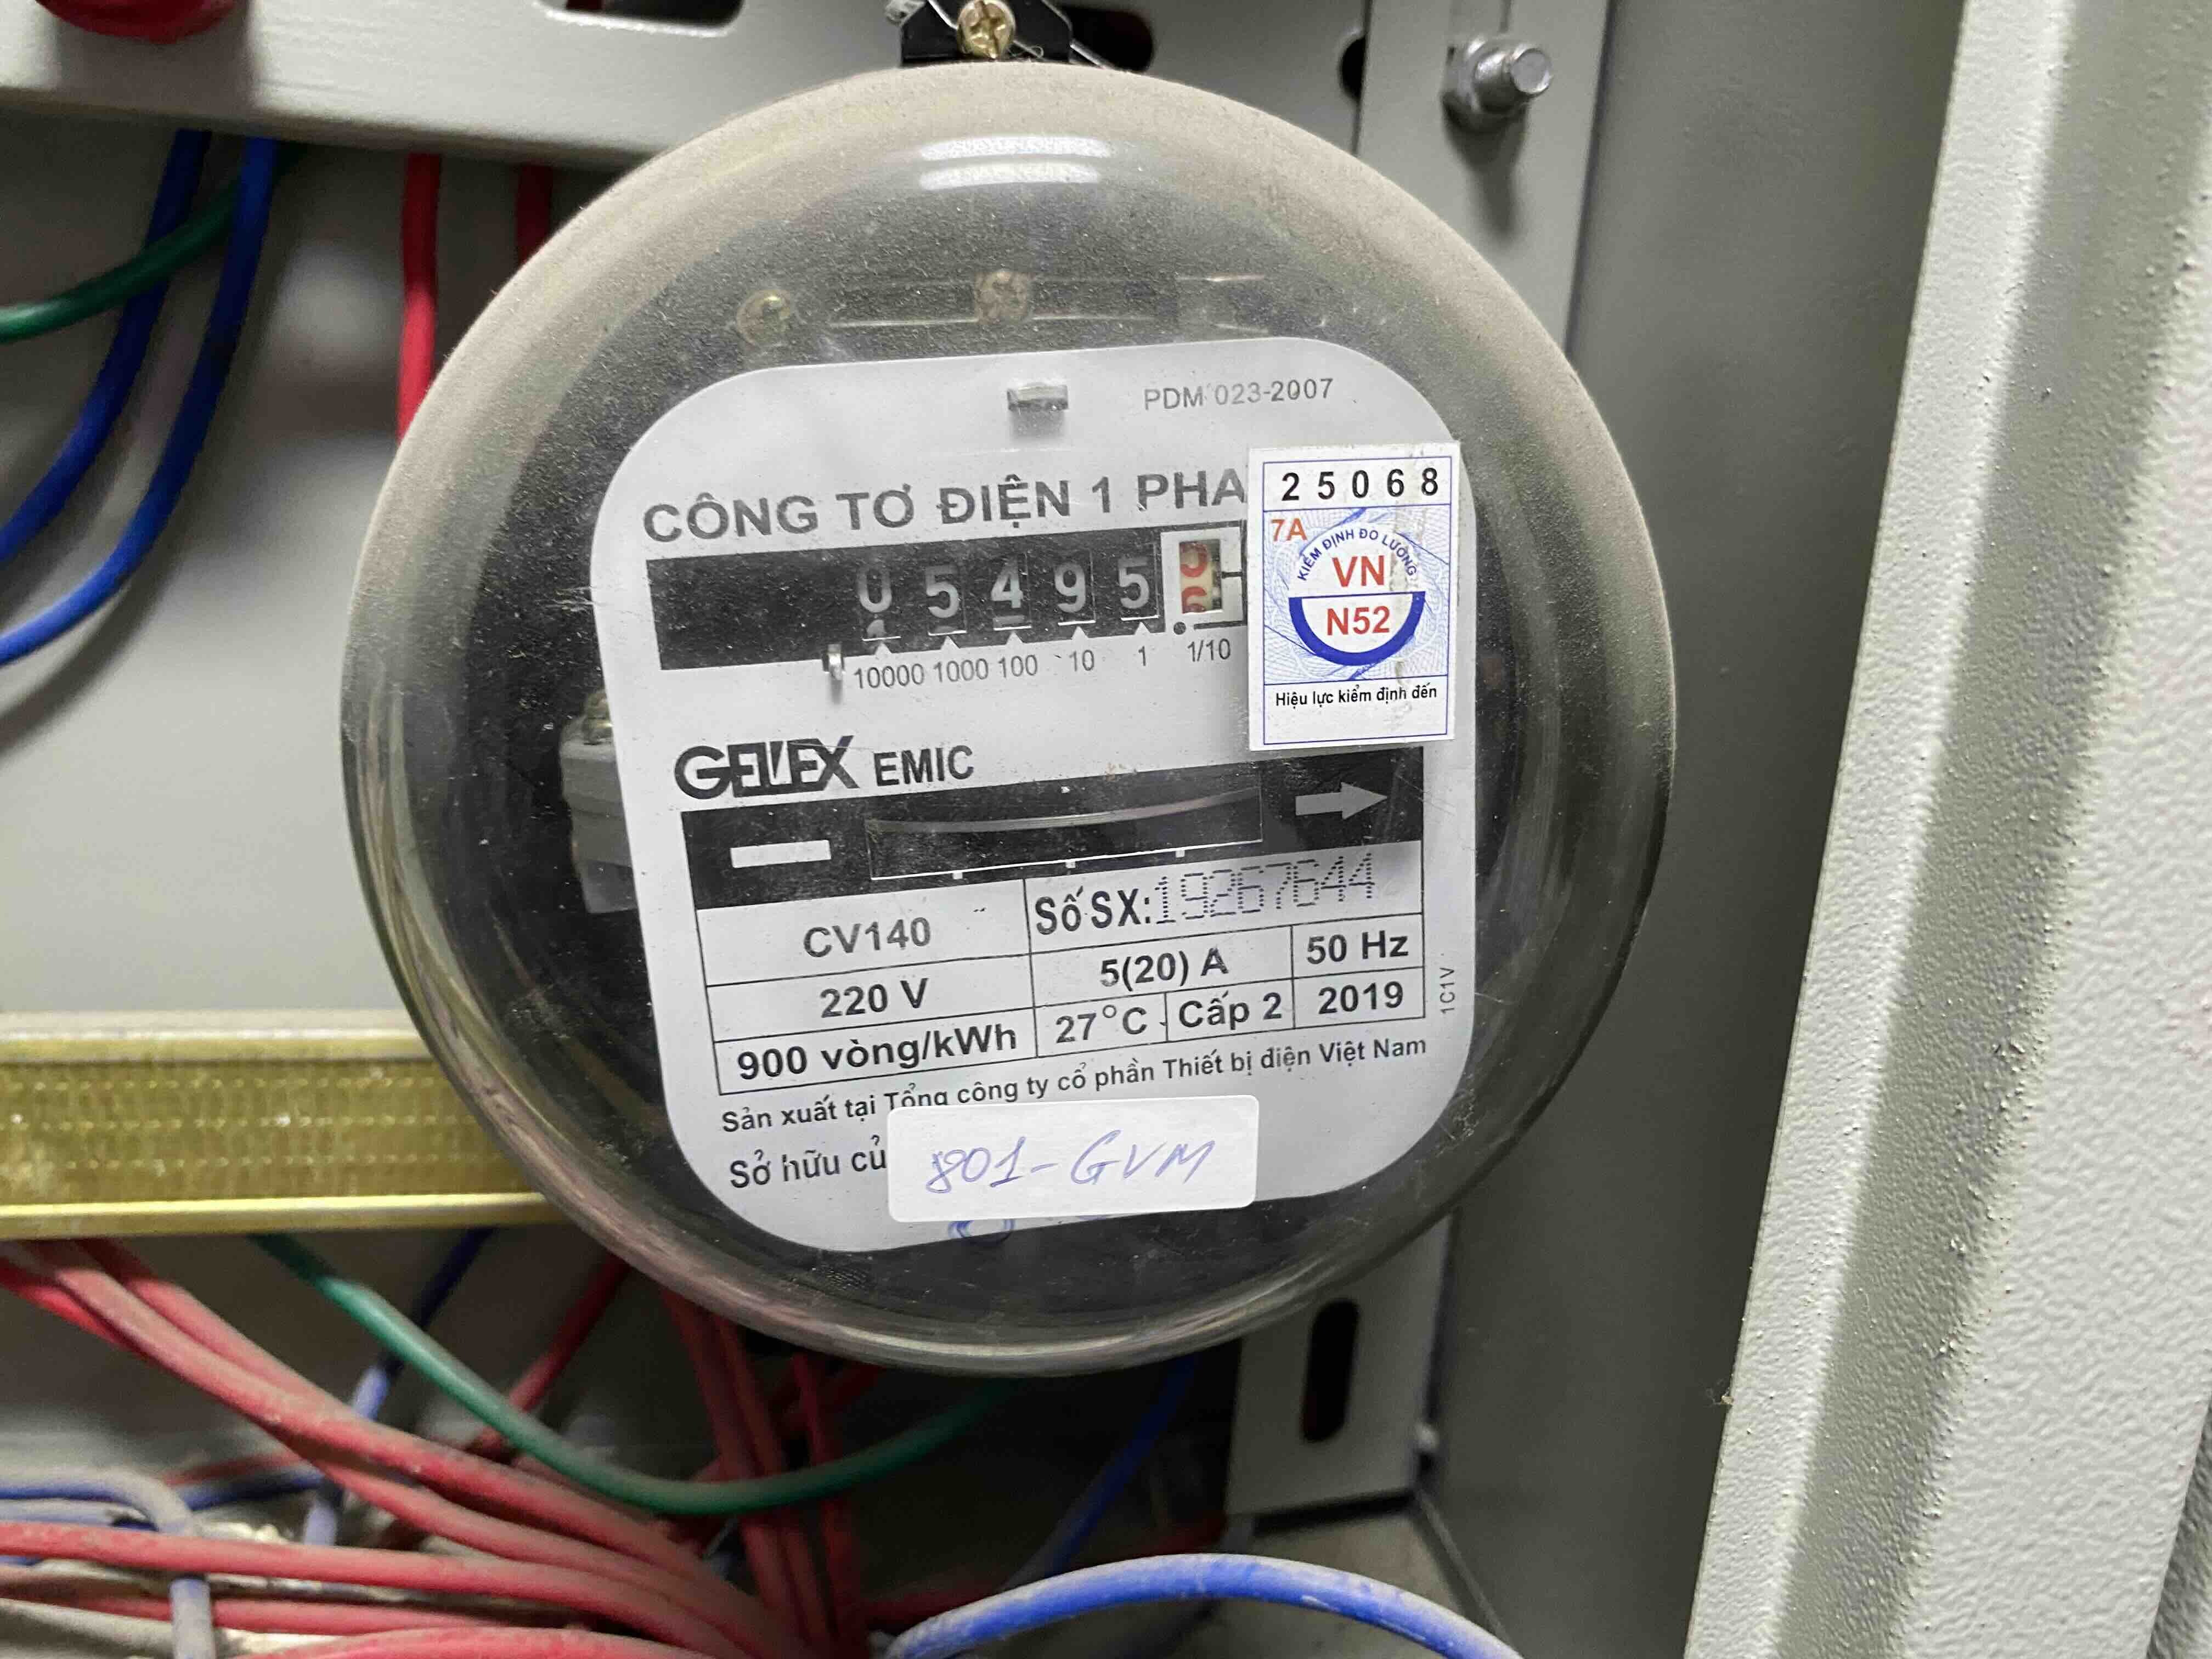 PDM 023-2007
CÔNG TƠ ĐIỆN 1 PHA
25068
7A
KIỂM ĐỊNH ĐO LƯỜNG
VN
N52
Hiệu lực kiểm định đến
05495
10000 1000 100 10 1 1/10
GELEX EMIC
CV140
Số SX: 19267644
220 V
5(20) A
50 Hz
900 vòng/kWh
27°C
Cấp 2
2019
1C1V
Sản xuất tại Tổng công ty cổ phần Thiết bị điện Việt Nam
Sở hữu củ
801-GVM